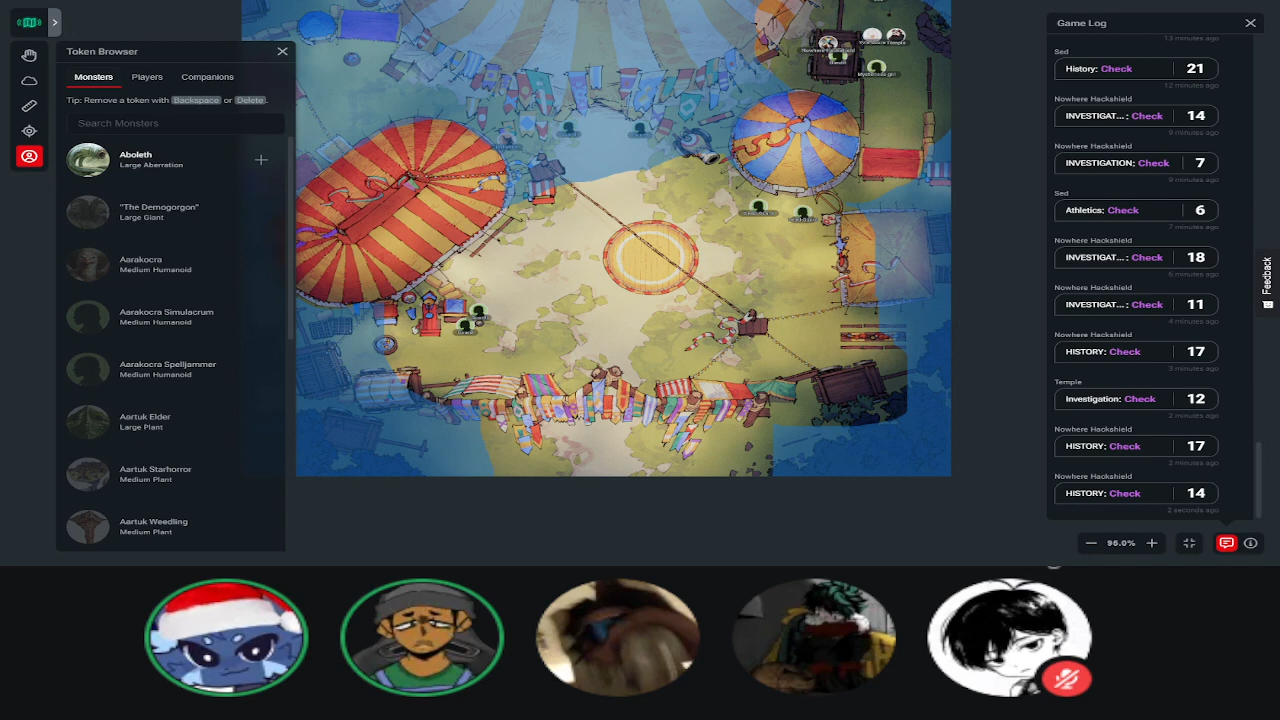 Token Browser
Monsters
Players
Companions
Tip: Remove a token with Backspace or Delete.
Search Monsters
Aboleth
Large Aberration
"The Demogorgon"
Large Giant
Aarakocra
Medium Humanoid
Aarakocra Simulacrum
Medium Humanoid
Aarakocra Spelljammer
Medium Humanoid
Aartuk Elder
Large Plant
Aartuk Starhorror
Medium Plant
Aartuk Weedling
Medium Plant
Game Log
13 minutes ago
Sed
History: Check 21
12 minutes ago
Nowhere Hackshield
INVESTIGAT...: Check 14
9 minutes ago
Nowhere Hackshield
INVESTIGATION: Check 7
9 minutes ago
Sed
Athletics: Check 6
7 minutes ago
Nowhere Hackshield
INVESTIGAT...: Check 18
6 minutes ago
Nowhere Hackshield
INVESTIGAT...: Check 11
4 minutes ago
Nowhere Hackshield
HISTORY: Check 17
3 minutes ago
Temple
Investigation: Check 12
2 minutes ago
Nowhere Hackshield
HISTORY: Check 17
2 minutes ago
Nowhere Hackshield
HISTORY: Check 14
2 seconds ago
96.0%
Feedback